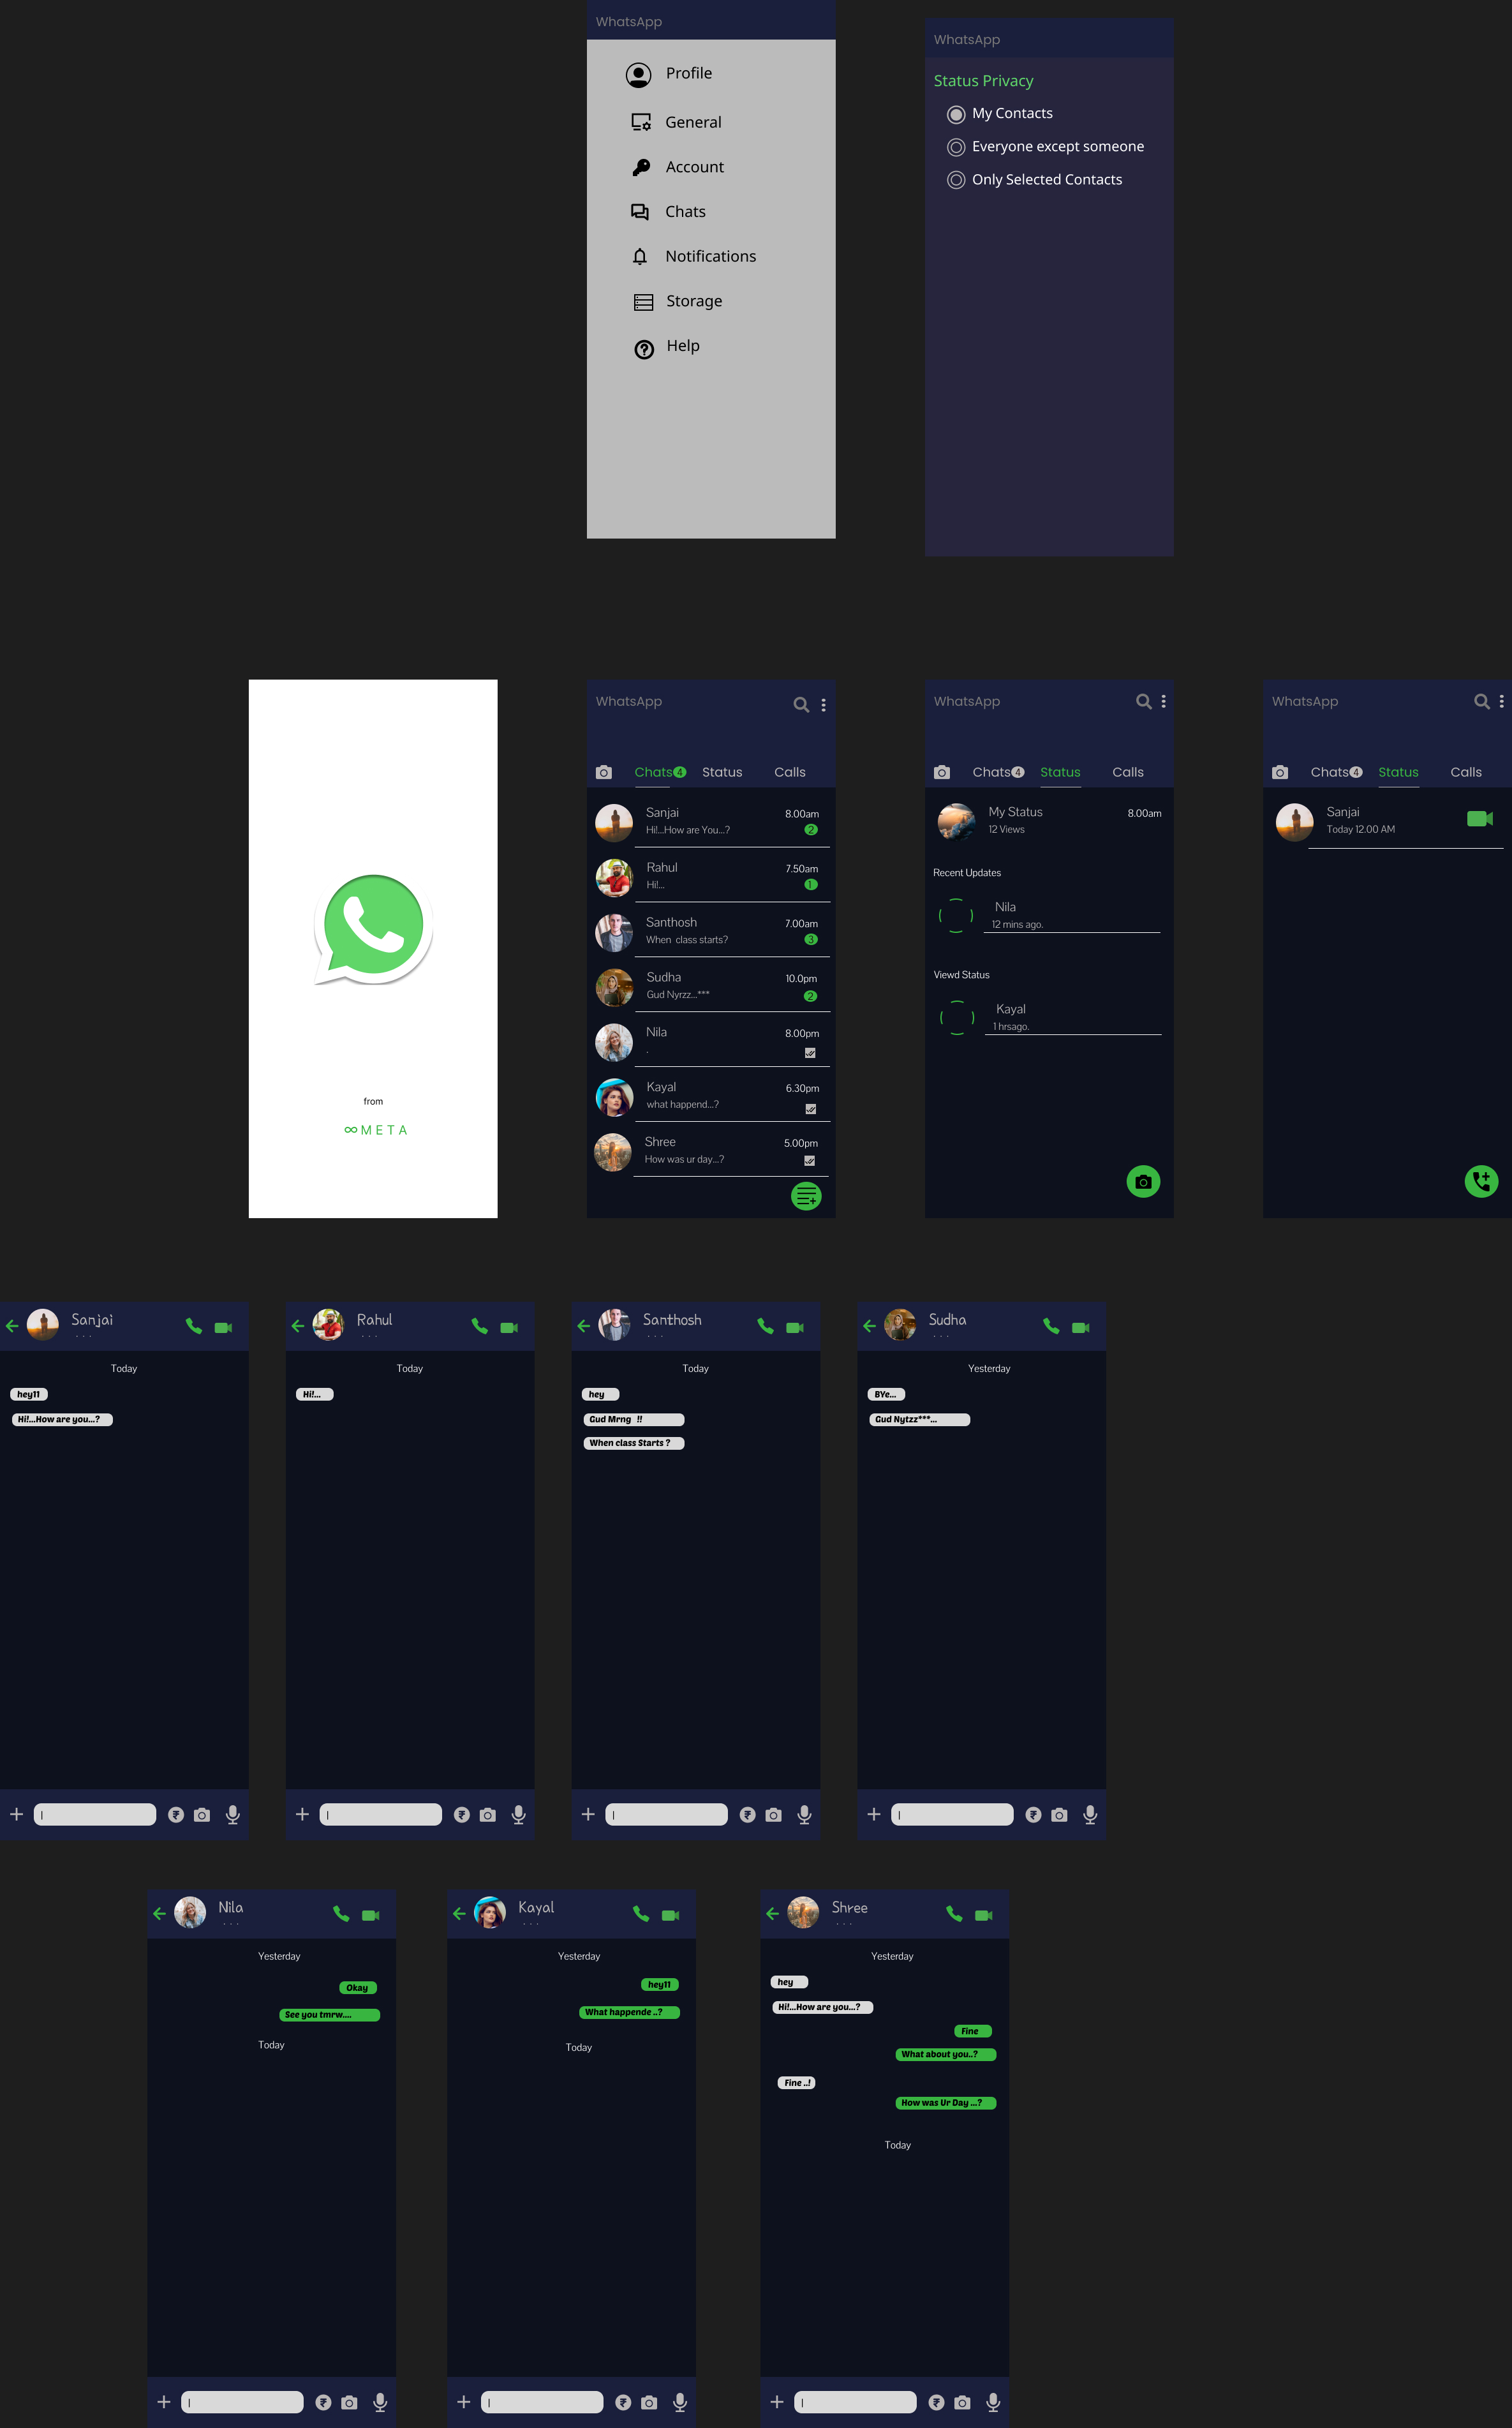 WhatsApp
Profile
General
Account
Chats
Notifications
Storage
Help
WhatsApp
Status Privacy
My Contacts
Everyone except someone
Only Selected Contacts
from
META
WhatsApp
Chats 4 Status Calls
Sanjai 8.00am
Hi!...How are You...? 2
Rahul 7.50am
Hi!... 1
Santhosh 7.00am
When class starts? 3
Sudha 10.0pm
Gud Nyrzz...*** 2
Nila 8.00pm
.
Kayal 6.30pm
what happend...?
Shree 5.00pm
How was ur day...?
WhatsApp
Chats 4 Status Calls
My Status 8.00am
12 Views
Recent Updates
Nila
12 mins ago.
Viewd Status
Kayal
1 hrsago.
WhatsApp
Chats 4 Status Calls
Sanjai
Today 12.00 AM
Sanjai
...
Today
hey11
Hi!...How are you...?
Rahul
...
Today
Hi!...
Santhosh
...
Today
hey
Gud Mrng !!
When class Starts ?
Sudha
...
Yesterday
BYe...
Gud Nytzz***...
Nila
...
Yesterday
Okay
See you tmrw....
Today
Kayal
...
Yesterday
hey11
What happende ..?
Today
Shree
...
Yesterday
hey
Hi!...How are you...?
Fine
What about you..?
Fine ..!
How was Ur Day ...?
Today